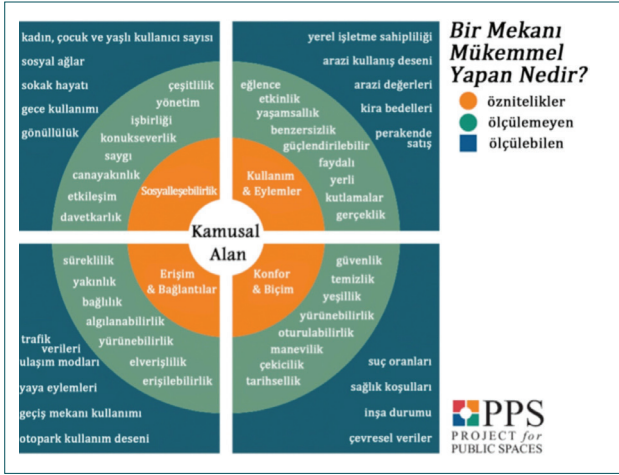 kadın, çocuk ve yaşlı kullanıcı sayısı
sosyal ağlar
sokak hayatı
gece kullanımı
gönüllülük
çeşitlilik
yönetim
işbirliği
konukseverlik
saygı
canayakınlık
etkileşim
davetkarlık
Sosyalleşebilirlik
yerel işletme sahipliliği
arazi kullanış deseni
arazi değerleri
kira bedelleri
perakende
satış
eğlence
etkinlik
yaşamsallık
benzersizlik
güçlendirilebilir
faydalı
yerli
kutlamalar
gerçeklik
Kullanım
& Eylemler
Kamusal
Alan
süreklilik
yakınlık
bağlılık
algılanabilirlik
yürünebilirlik
elverişlilik
erişilebilirlik
Erişim
& Bağlantılar
trafik
verileri
ulaşım modları
yaya eylemleri
geçiş mekanı kullanımı
otopark kullanım deseni
Konfor
& Biçim
güvenlik
temizlik
yeşillik
yürünebilirlik
oturulabilirlik
manevilik
çekicilik
tarihsellik
suç oranları
sağlık koşulları
inşa durumu
çevresel veriler
Bir Mekanı
Mükemmel
Yapan Nedir?
öznitelikler
ölçülemeyen
ölçülebilen
PPS
PROJECT for
PUBLIC SPACES